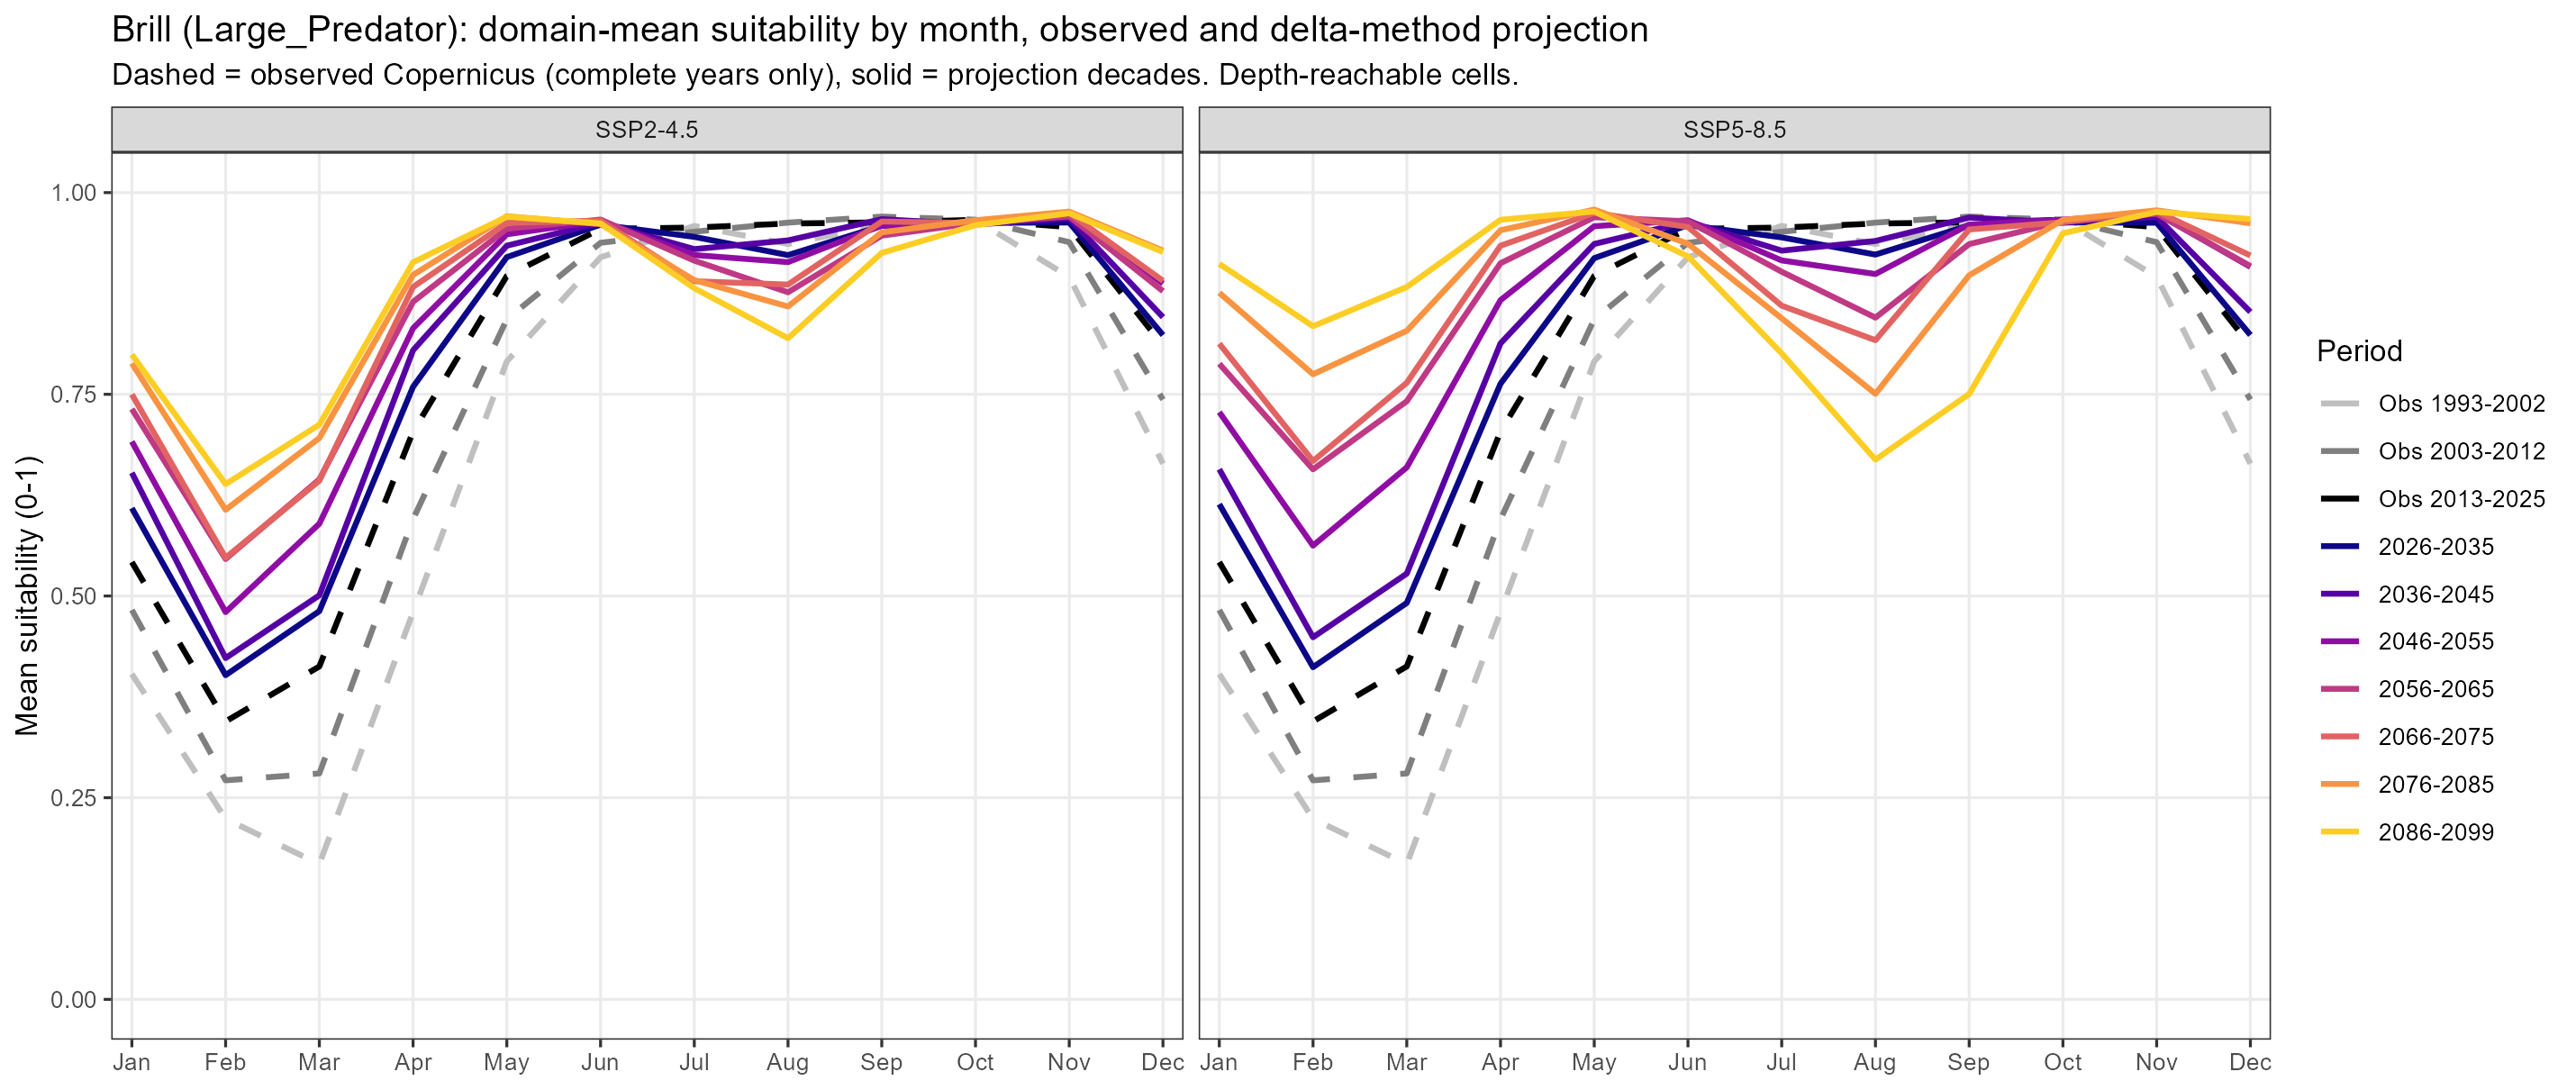 Brill (Large_Predator): domain-mean suitability by month, observed and delta-method projection
Dashed = observed Copernicus (complete years only), solid = projection decades. Depth-reachable cells.
SSP2-4.5
SSP5-8.5
Mean suitability (0-1)
1.00
0.75
0.50
0.25
0.00
Jan Feb Mar Apr May Jun Jul Aug Sep Oct Nov Dec
Jan Feb Mar Apr May Jun Jul Aug Sep Oct Nov Dec
Period
Obs 1993-2002
Obs 2003-2012
Obs 2013-2025
2026-2035
2036-2045
2046-2055
2056-2065
2066-2075
2076-2085
2086-2099